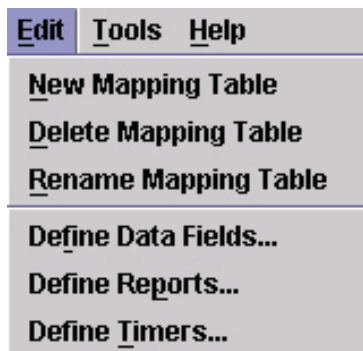 Edit Tools Help
New Mapping Table
Delete Mapping Table
Rename Mapping Table
Define Data Fields...
Define Reports...
Define Timers...